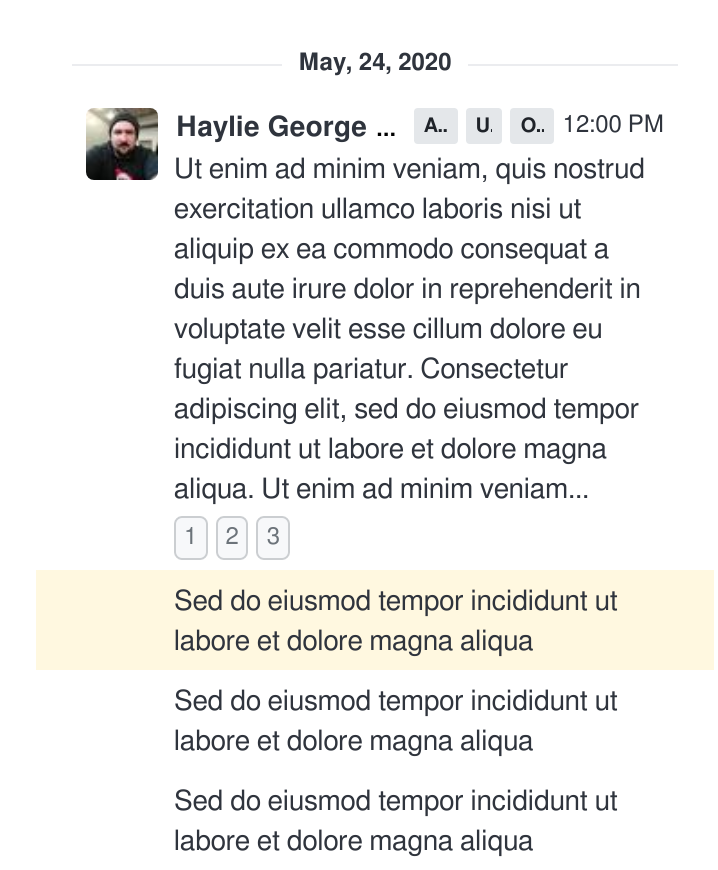 May, 24, 2020
Haylie George ... A.. U. O.. 12:00 PM
Ut enim ad minim veniam, quis nostrud
exercitation ullamco laboris nisi ut
aliquip ex ea commodo consequat a
duis aute irure dolor in reprehenderit in
voluptate velit esse cillum dolore eu
fugiat nulla pariatur. Consectetur
adipiscing elit, sed do eiusmod tempor
incididunt ut labore et dolore magna
aliqua. Ut enim ad minim veniam...
1 2 3
Sed do eiusmod tempor incididunt ut
labore et dolore magna aliqua
Sed do eiusmod tempor incididunt ut
labore et dolore magna aliqua
Sed do eiusmod tempor incididunt ut
labore et dolore magna aliqua